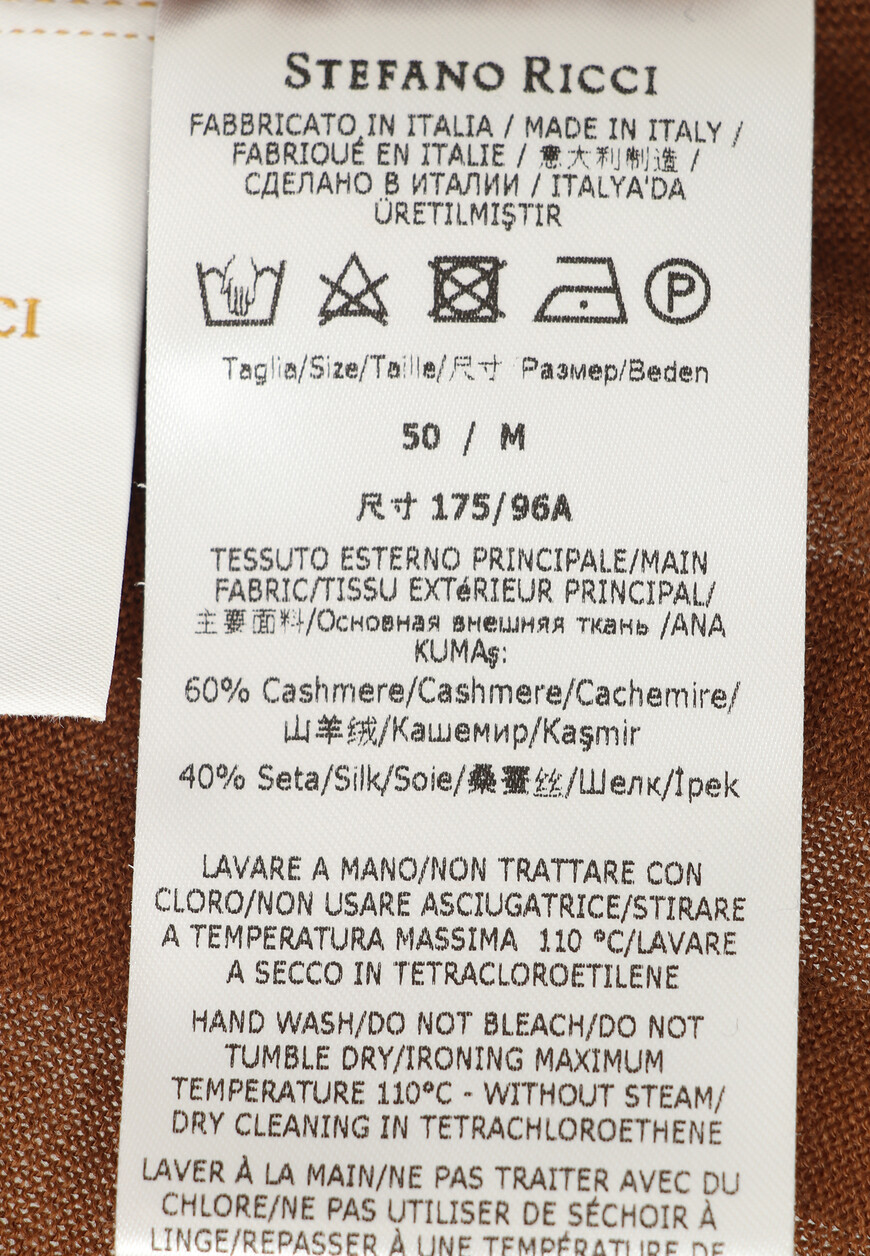 STEFANO RICCI
FABBRICATO IN ITALIA / MADE IN ITALY /
FABRIQUÉ EN ITALIE / 意大利制造 /
СДЕЛАНО В ИТАЛИИ / ITALYA'DA
ÜRETILMIŞTIR
P
Taglia/Size/Taille/尺寸 Размер/Beden
50 / M
尺寸 175/96A
TESSUTO ESTERNO PRINCIPALE/MAIN
FABRIC/TISSU EXTéRIEUR PRINCIPAL/
主要面料/Основная внешняя ткань /ANA
KUMAş:
60% Cashmere/Cashmere/Cachemire/
山羊绒/Кашемир/Kaşmir
40% Seta/Silk/Soie/桑蚕丝/Шелк/İpek
LAVARE A MANO/NON TRATTARE CON
CLORO/NON USARE ASCIUGATRICE/STIRARE
A TEMPERATURA MASSIMA 110 °C/LAVARE
A SECCO IN TETRACLOROETILENE
HAND WASH/DO NOT BLEACH/DO NOT
TUMBLE DRY/IRONING MAXIMUM
TEMPERATURE 110°C - WITHOUT STEAM/
DRY CLEANING IN TETRACHLOROETHENE
LAVER À LA MAIN/NE PAS TRAITER AVEC DU
CHLORE/NE PAS UTILISER DE SÉCHOIR À
LINGE/REPASSER À UNE TEMPÉRATURE DE
CI